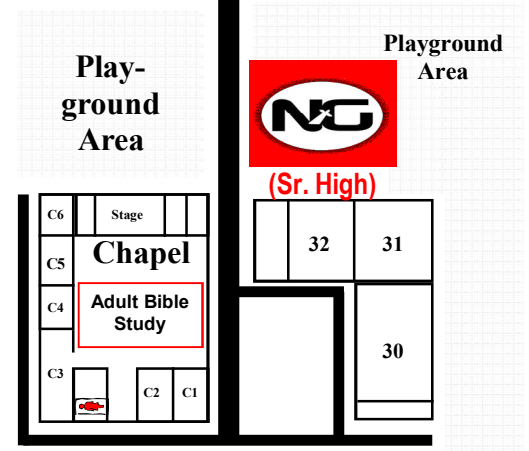 Play-
ground
Area
Playground
Area
NG
(Sr. High)
C6
Stage
Chapel
C5
Adult Bible
Study
C4
C3
C2
C1
32
31
30